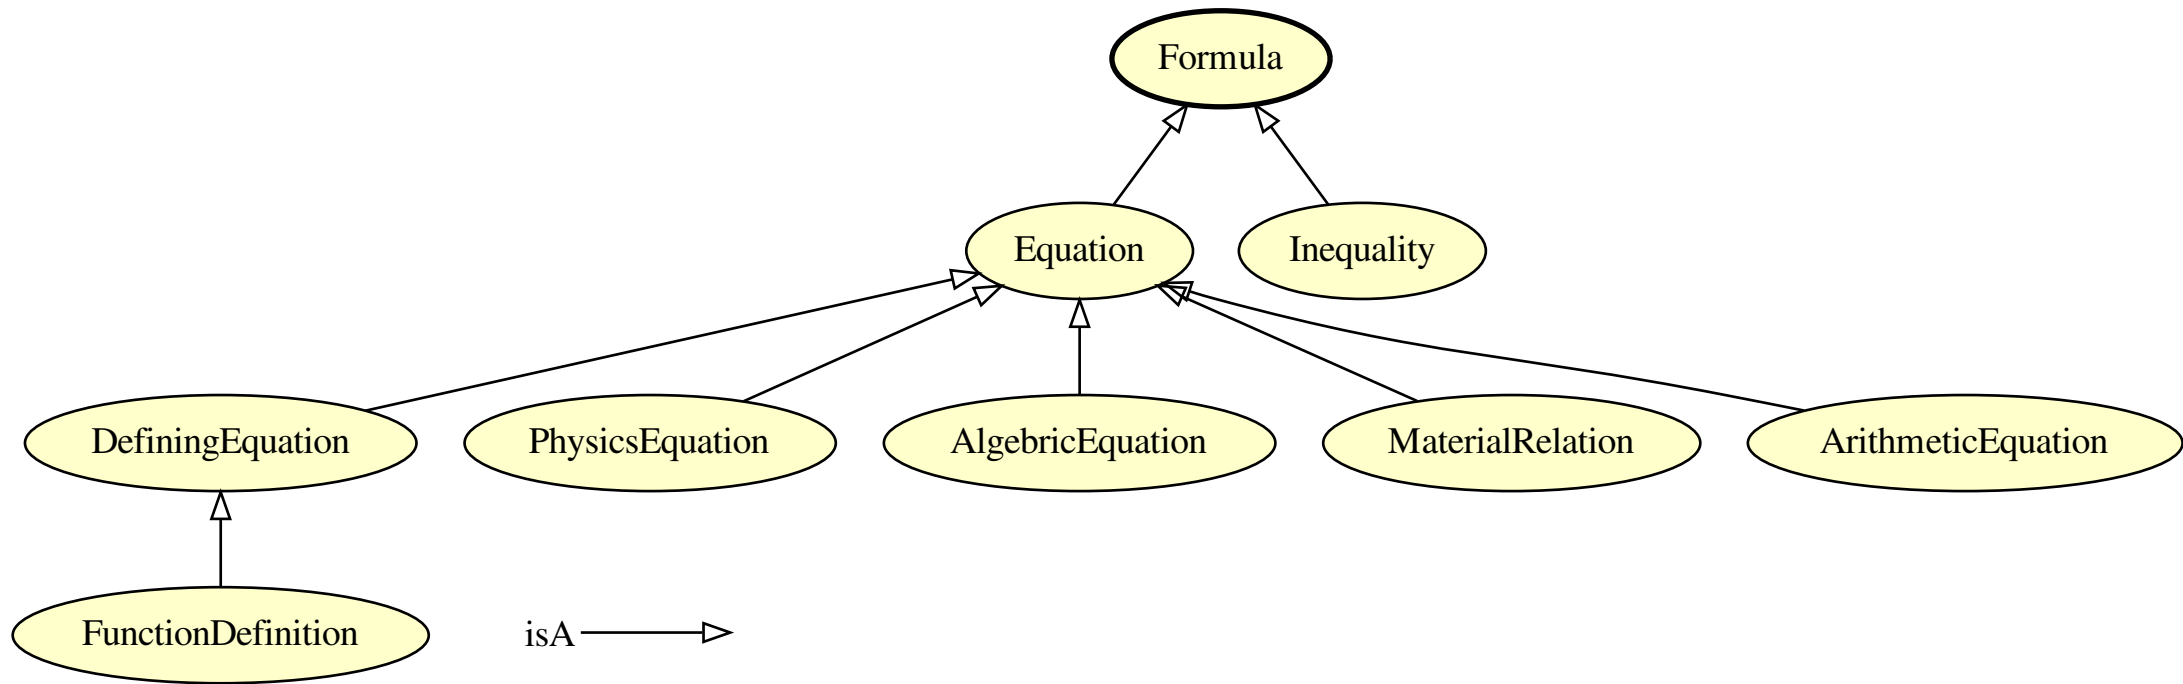 Formula
Equation
Inequality
DefiningEquation
PhysicsEquation
AlgebricEquation
MaterialRelation
ArithmeticEquation
FunctionDefinition
isA